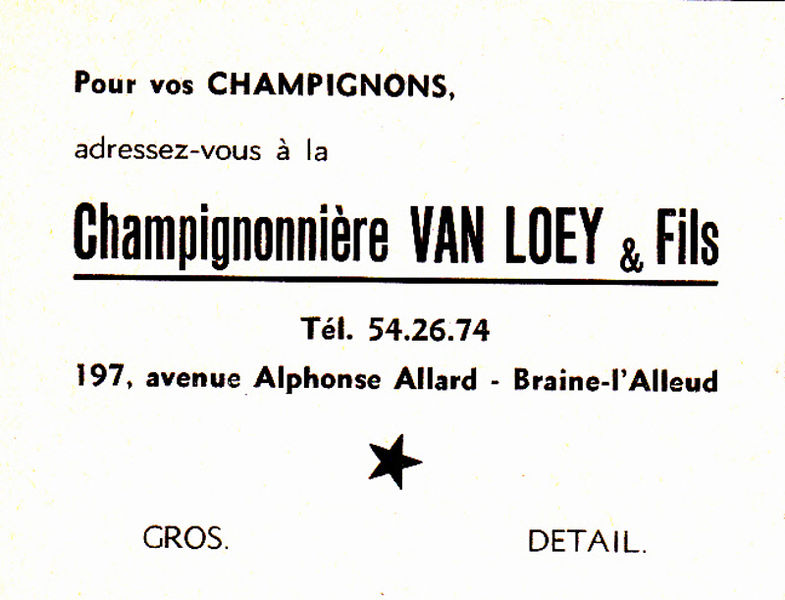 Pour vos CHAMPIGNONS,
adressez-vous à la
Champignonnière VAN LOEY & Fils
Tél. 54.26.74
197, avenue Alphonse Allard - Braine-l'Alleud
GROS. DETAIL.